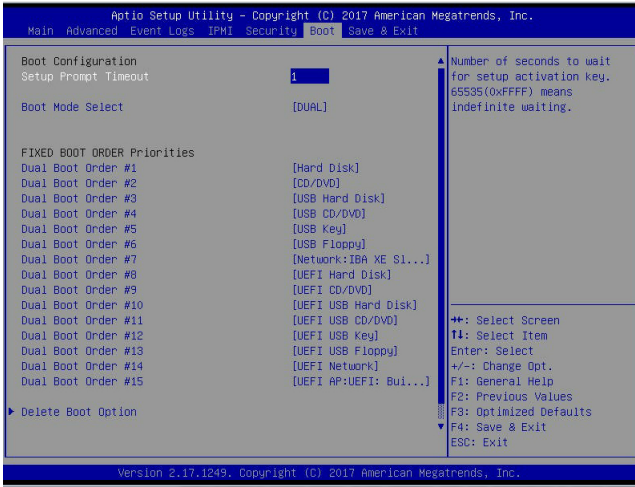 Aptio Setup Utility – Copyright (C) 2017 American Megatrends, Inc.
Main Advanced Event Logs IPMI Security Boot Save & Exit
Boot Configuration
Setup Prompt Timeout 1
Boot Mode Select [DUAL]
FIXED BOOT ORDER Priorities
Dual Boot Order #1 [Hard Disk]
Dual Boot Order #2 [CD/DVD]
Dual Boot Order #3 [USB Hard Disk]
Dual Boot Order #4 [USB CD/DVD]
Dual Boot Order #5 [USB Key]
Dual Boot Order #6 [USB Floppy]
Dual Boot Order #7 [Network:IBA XE Sl...]
Dual Boot Order #8 [UEFI Hard Disk]
Dual Boot Order #9 [UEFI CD/DVD]
Dual Boot Order #10 [UEFI USB Hard Disk]
Dual Boot Order #11 [UEFI USB CD/DVD]
Dual Boot Order #12 [UEFI USB Key]
Dual Boot Order #13 [UEFI USB Floppy]
Dual Boot Order #14 [UEFI Network]
Dual Boot Order #15 [UEFI AP:UEFI: Bui...]
Delete Boot Option
Number of seconds to wait
for setup activation key.
65535(0xFFFF) means
indefinite waiting.
→←: Select Screen
↑↓: Select Item
Enter: Select
+/-: Change Opt.
F1: General Help
F2: Previous Values
F3: Optimized Defaults
F4: Save & Exit
ESC: Exit
Version 2.17.1249. Copyright (C) 2017 American Megatrends, Inc.